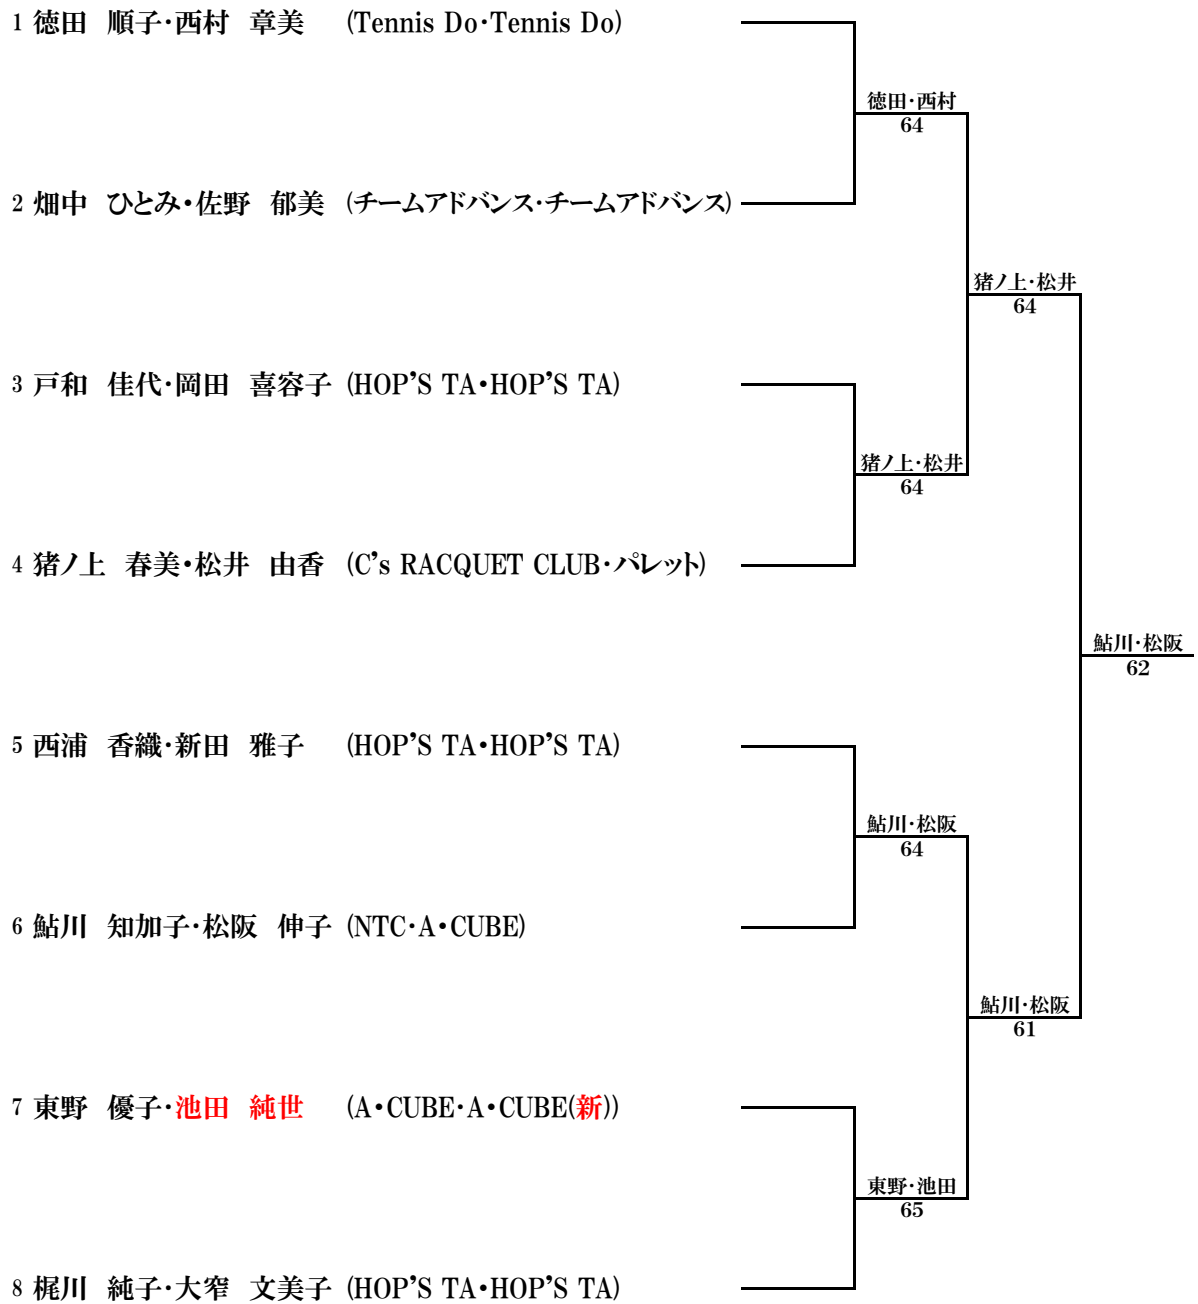 1 徳田 順子・西村 章美 (Tennis Do・Tennis Do)
徳田・西村
64
2 畑中 ひとみ・佐野 郁美 (チームアドバンス・チームアドバンス)
猪ノ上・松井
64
3 戸和 佳代・岡田 喜容子 (HOP'S TA・HOP'S TA)
猪ノ上・松井
64
4 猪ノ上 春美・松井 由香 (C's RACQUET CLUB・パレット)
鮎川・松阪
62
5 西浦 香織・新田 雅子 (HOP'S TA・HOP'S TA)
鮎川・松阪
64
6 鮎川 知加子・松阪 伸子 (NTC・A・CUBE)
鮎川・松阪
61
7 東野 優子・池田 純世 (A・CUBE・A・CUBE(新))
東野・池田
65
8 梶川 純子・大窄 文美子 (HOP'S TA・HOP'S TA)